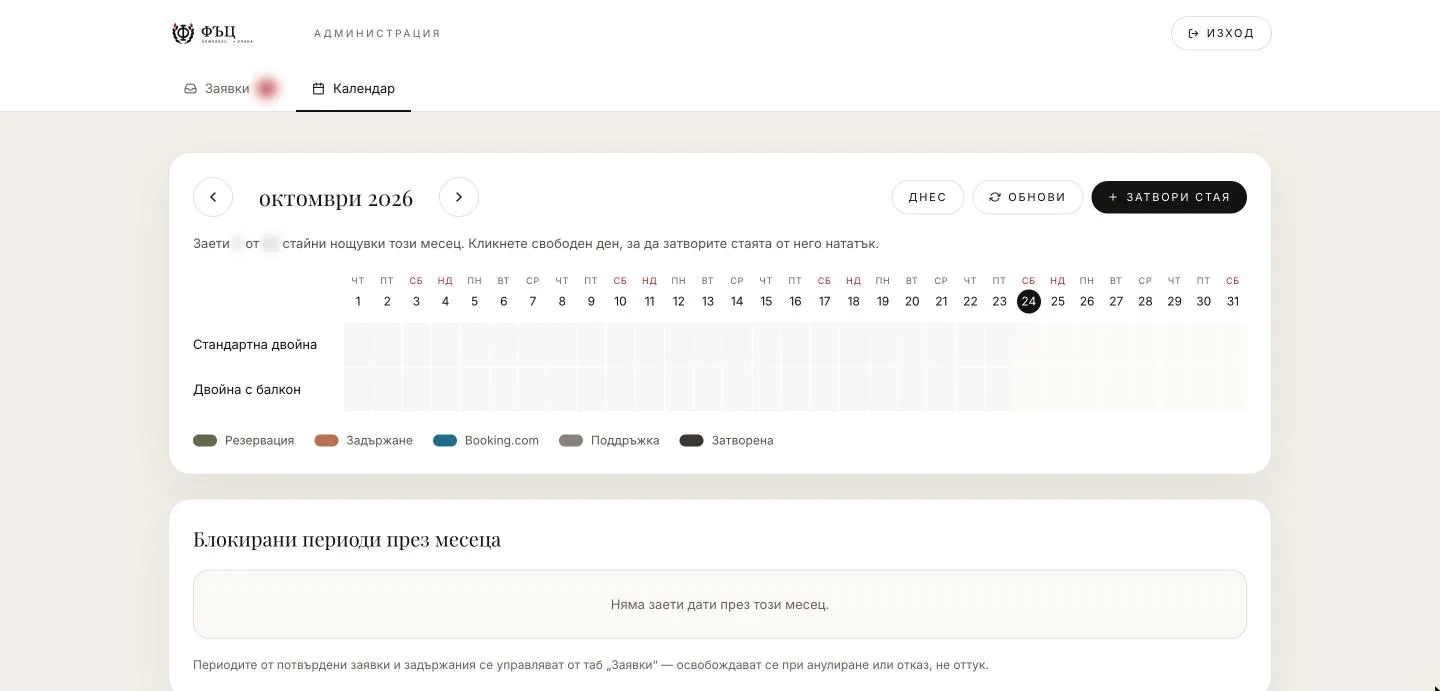 ФЪЦ
АДМИНИСТРАЦИЯ
ИЗХОД
Заявки
Календар
октомври 2026
ДНЕС
ОБНОВИ
+ ЗАТВОРИ СТАЯ
Заети от стайни нощувки този месец. Кликнете свободен ден, за да затворите стаята от него нататък.
ЧТ ПТ СБ НД ПН ВТ СР ЧТ ПТ СБ НД ПН ВТ СР ЧТ ПТ СБ НД ПН ВТ СР ЧТ ПТ СБ НД ПН ВТ СР ЧТ ПТ СБ
1 2 3 4 5 6 7 8 9 10 11 12 13 14 15 16 17 18 19 20 21 22 23 24 25 26 27 28 29 30 31
Стандартна двойна
Двойна с балкон
Резервация
Задържане
Booking.com
Поддръжка
Затворена
Блокирани периоди през месеца
Няма заети дати през този месец.
Периодите от потвърдени заявки и задържания се управляват от таб „Заявки“ — освобождават се при анулиране или отказ, не оттук.